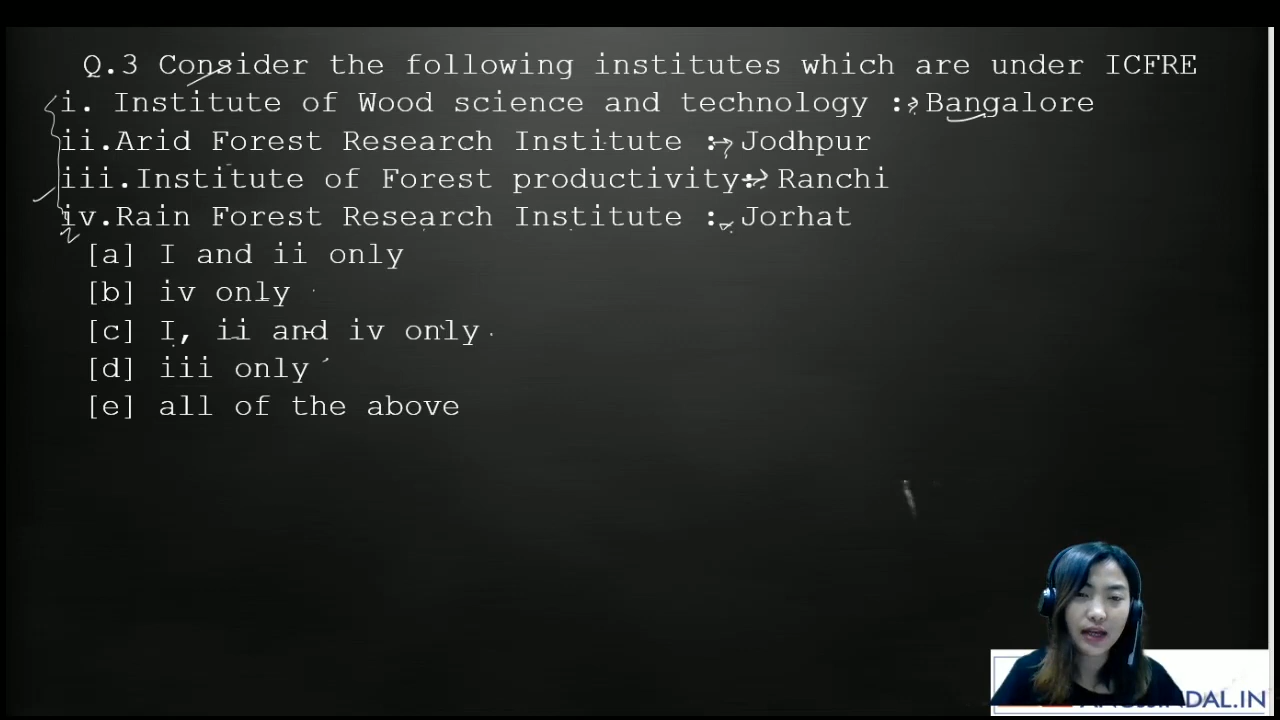 Q.3 Consider the following institutes which are under ICFRE
i. Institute of Wood science and technology : Bangalore
ii.Arid Forest Research Institute : Jodhpur
iii.Institute of Forest productivity: Ranchi
iv.Rain Forest Research Institute : Jorhat
[a] I and ii only
[b] iv only
[c] I, ii and iv only
[d] iii only
[e] all of the above